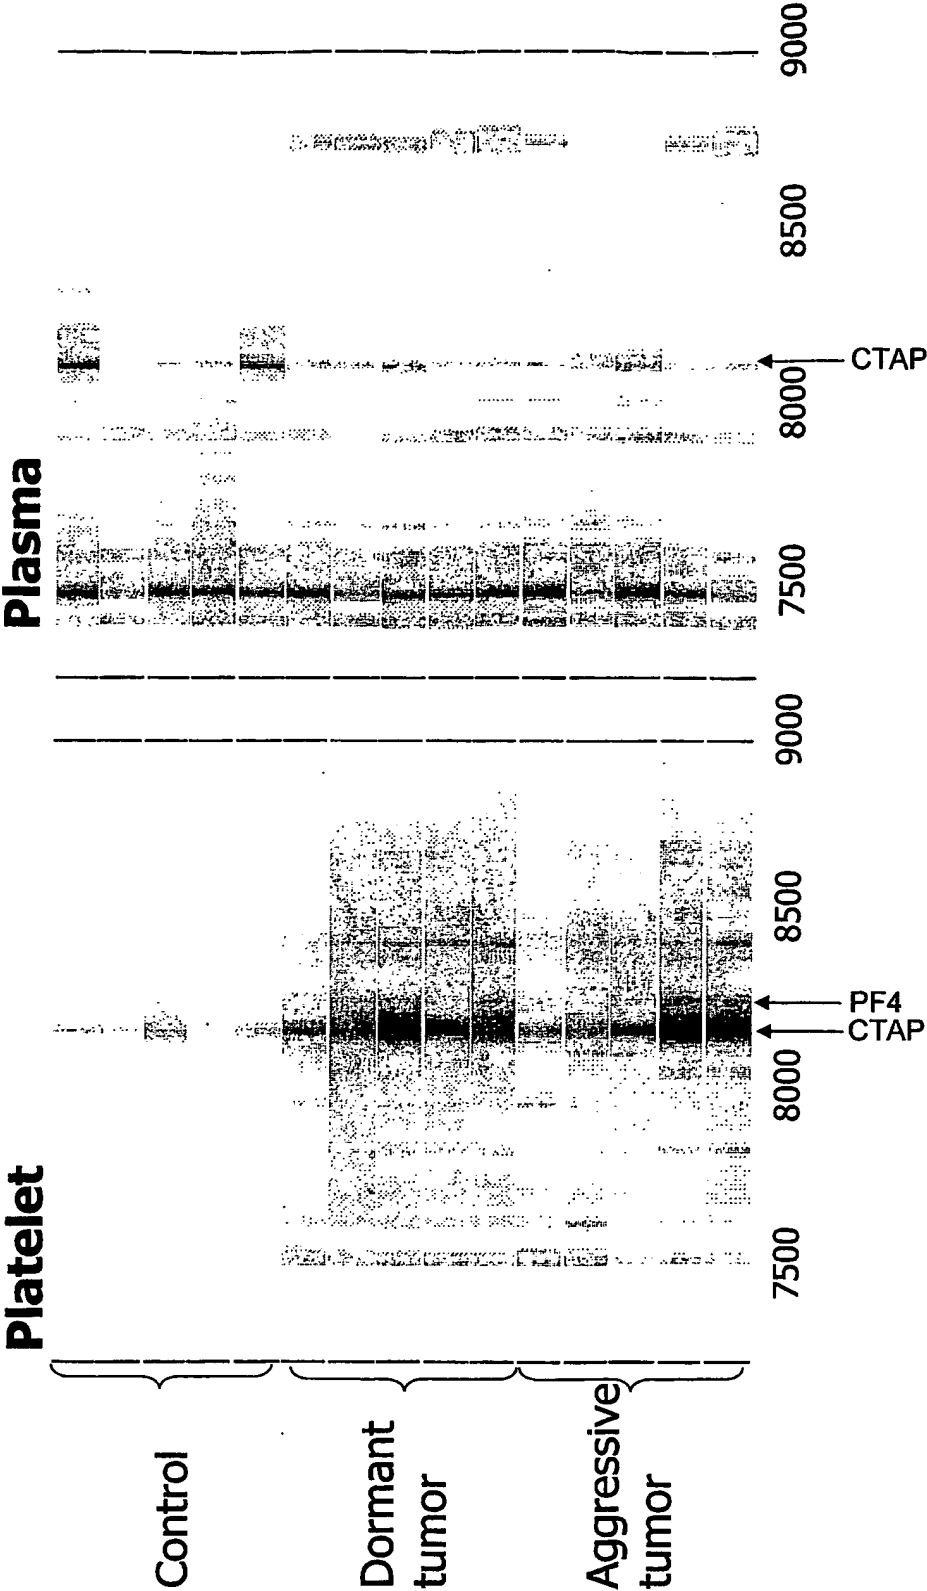 Platelet
Plasma
Control
Dormant
tumor
Aggressive
tumor
7500
8000
8500
9000
CTAP
PF4
7500
8000
8500
9000
CTAP